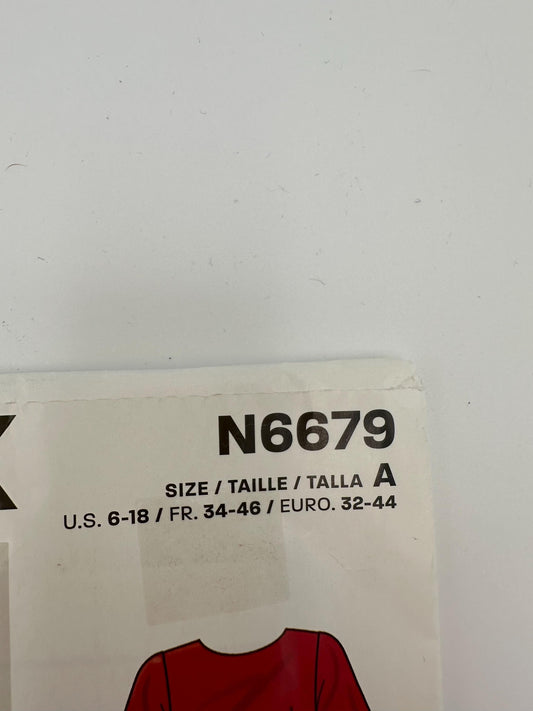 N6679
SIZE / TAILLE / TALLA A
U.S. 6-18 / FR. 34-46 / EURO. 32-44